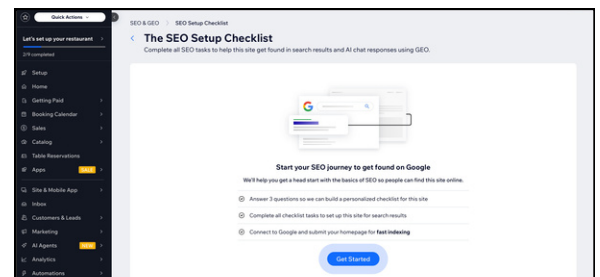 Quick Actions
Let's set up your restaurant
2/9 completed
Setup
Home
Getting Paid
Booking Calendar
Sales
Catalog
Table Reservations
Apps SALE
Site & Mobile App
Inbox
Customers & Leads
Marketing
AI Agents NEW
Analytics
Automations
SEO & GEO > SEO Setup Checklist
The SEO Setup Checklist
Complete all SEO tasks to help this site get found in search results and AI chat responses using GEO.
G
Start your SEO journey to get found on Google
We'll help you get a head start with the basics of SEO so people can find this site online.
Answer 3 questions so we can build a personalized checklist for this site
Complete all checklist tasks to set up this site for search results
Connect to Google and submit your homepage for fast indexing
Get Started